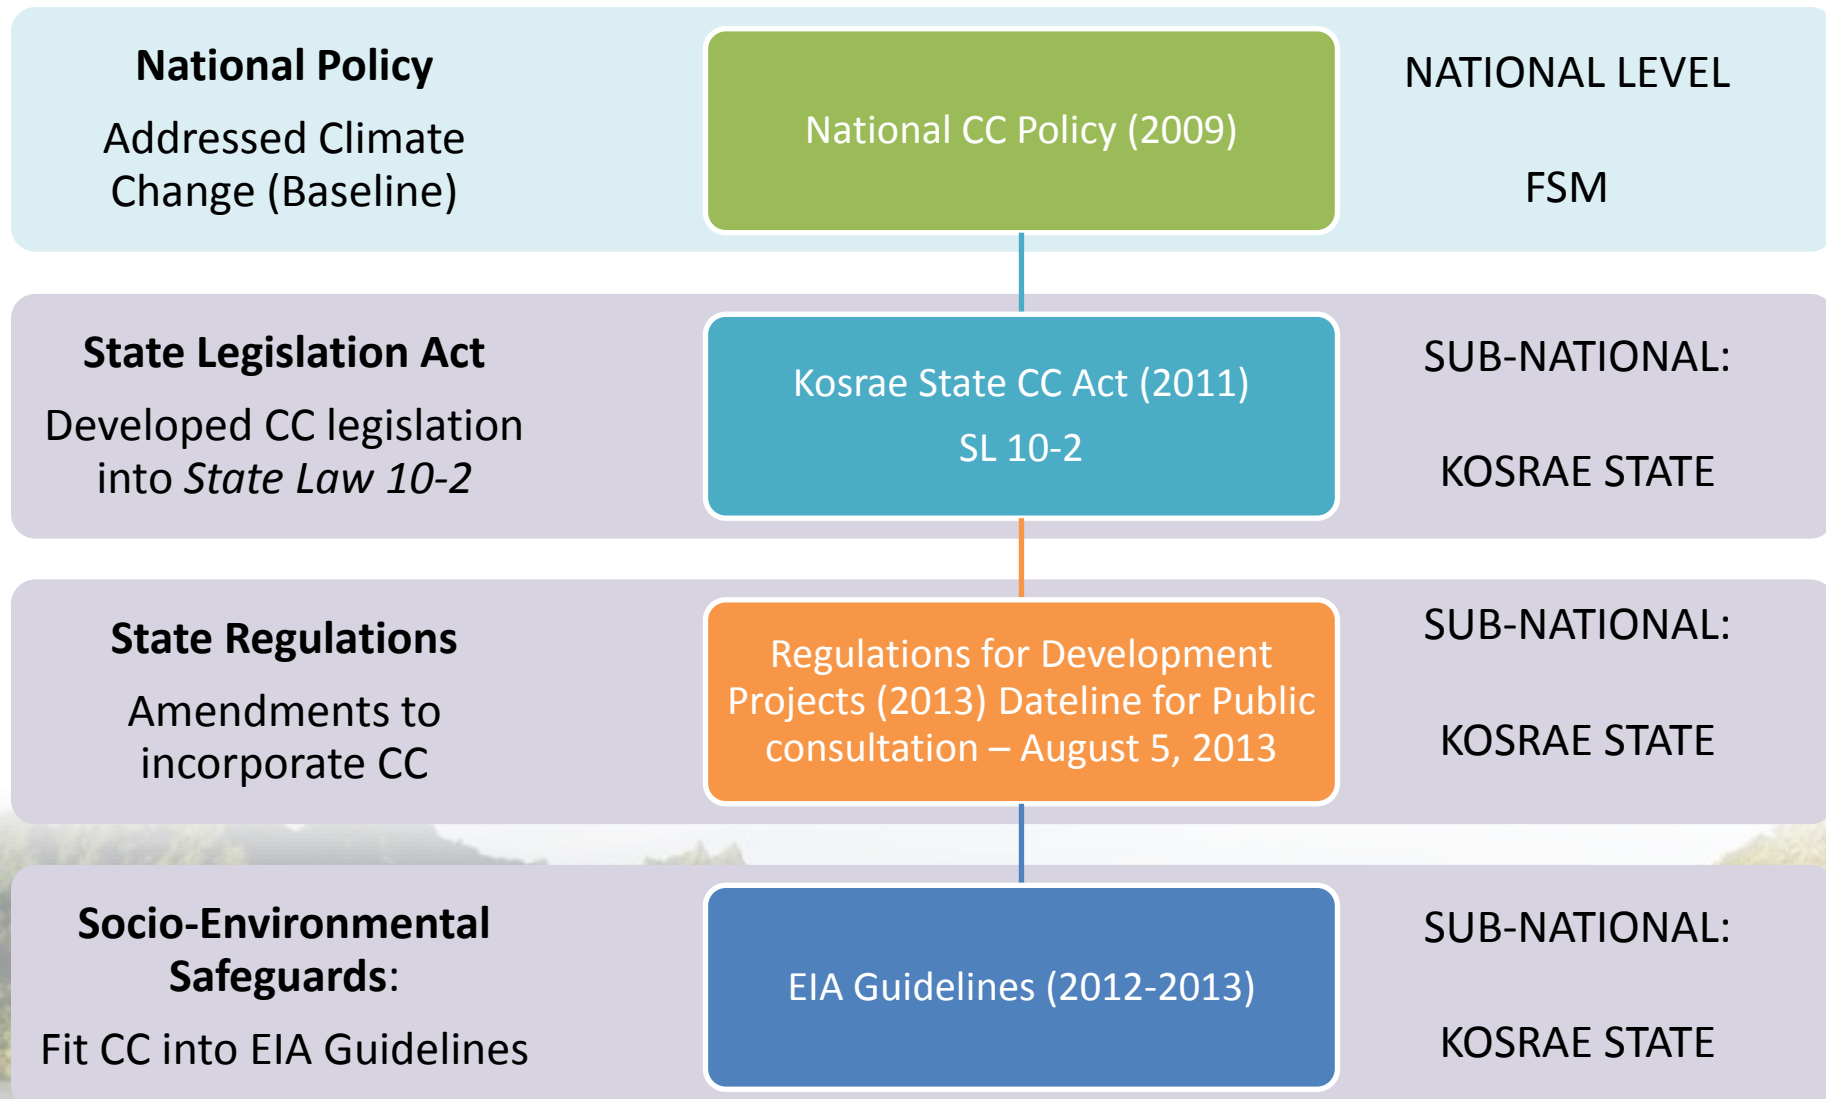 National Policy
Addressed Climate
Change (Baseline)
National CC Policy (2009)
NATIONAL LEVEL
FSM
State Legislation Act
Developed CC legislation
into State Law 10-2
Kosrae State CC Act (2011)
SL 10-2
SUB-NATIONAL:
KOSRAE STATE
State Regulations
Amendments to
incorporate CC
Regulations for Development
Projects (2013) Dateline for Public
consultation – August 5, 2013
SUB-NATIONAL:
KOSRAE STATE
Socio-Environmental
Safeguards:
Fit CC into EIA Guidelines
EIA Guidelines (2012-2013)
SUB-NATIONAL:
KOSRAE STATE